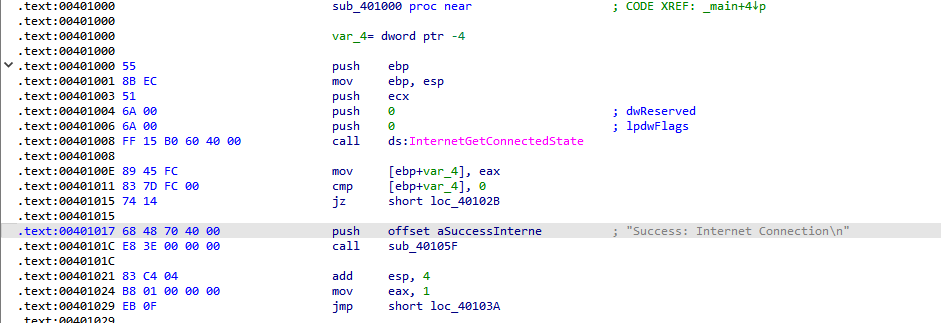 .text:00401000 sub_401000 proc near ; CODE XREF: _main+4↓p
.text:00401000
.text:00401000 var_4= dword ptr -4
.text:00401000
.text:00401000 55 push ebp
.text:00401001 8B EC mov ebp, esp
.text:00401003 51 push ecx
.text:00401004 6A 00 push 0 ; dwReserved
.text:00401006 6A 00 push 0 ; lpdwFlags
.text:00401008 FF 15 B0 60 40 00 call ds:InternetGetConnectedState
.text:00401008
.text:0040100E 89 45 FC mov [ebp+var_4], eax
.text:00401011 83 7D FC 00 cmp [ebp+var_4], 0
.text:00401015 74 14 jz short loc_40102B
.text:00401015
.text:00401017 68 48 70 40 00 push offset aSuccessInterne ; "Success: Internet Connection\n"
.text:0040101C E8 3E 00 00 00 call sub_40105F
.text:0040101C
.text:00401021 83 C4 04 add esp, 4
.text:00401024 B8 01 00 00 00 mov eax, 1
.text:00401029 EB 0F jmp short loc_40103A
.text:00401029